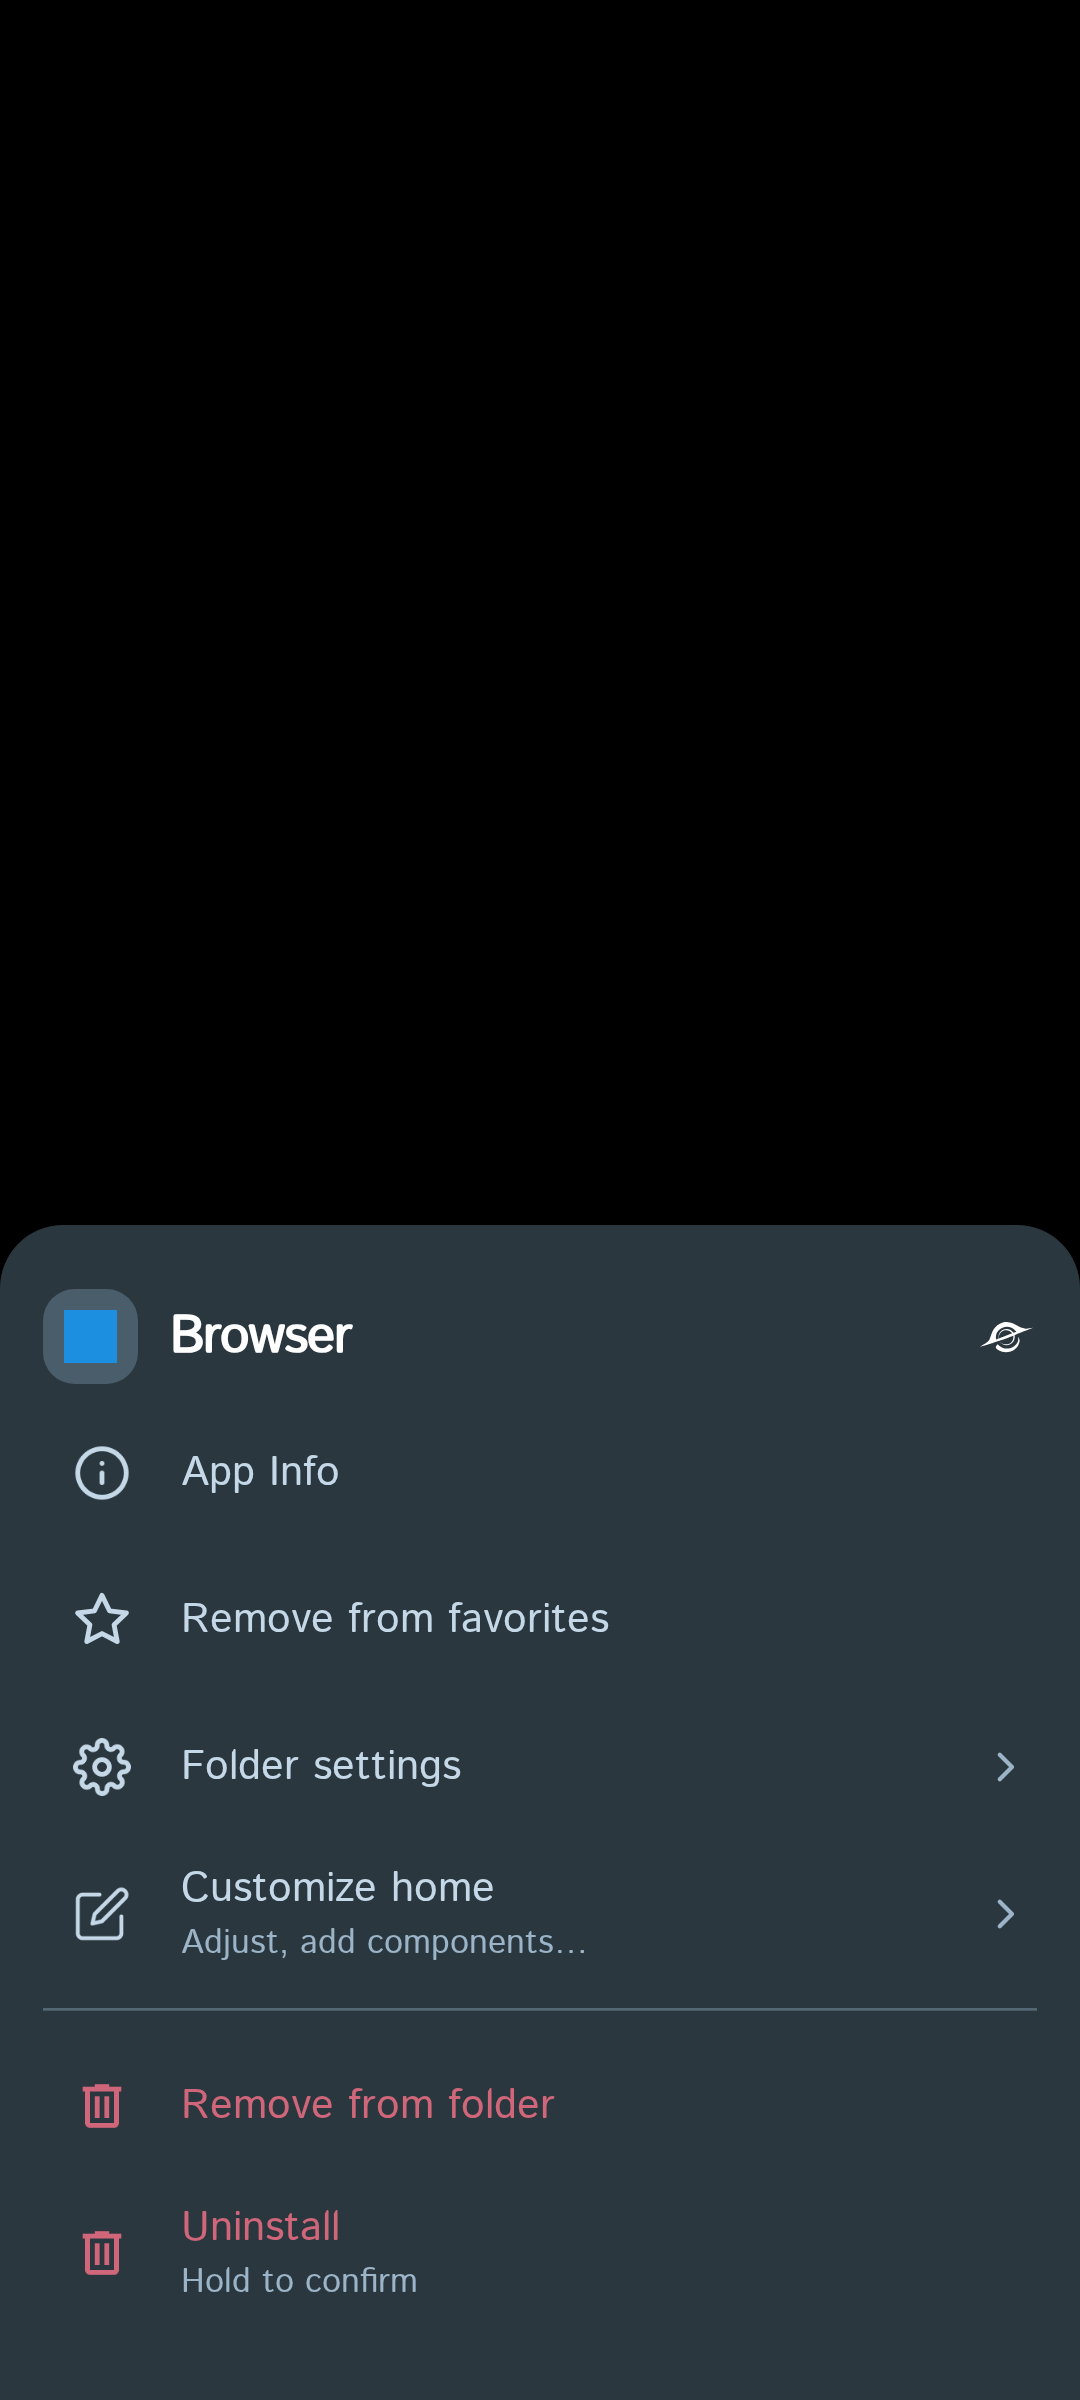 Browser
App Info
Remove from favorites
Folder settings
Customize home
Adjust, add components...
Remove from folder
Uninstall
Hold to confirm